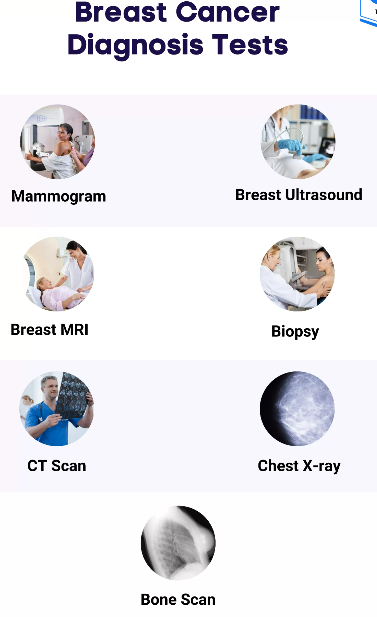 Breast Cancer
Diagnosis Tests
Mammogram
Breast Ultrasound
Breast MRI
Biopsy
CT Scan
Chest X-ray
Bone Scan